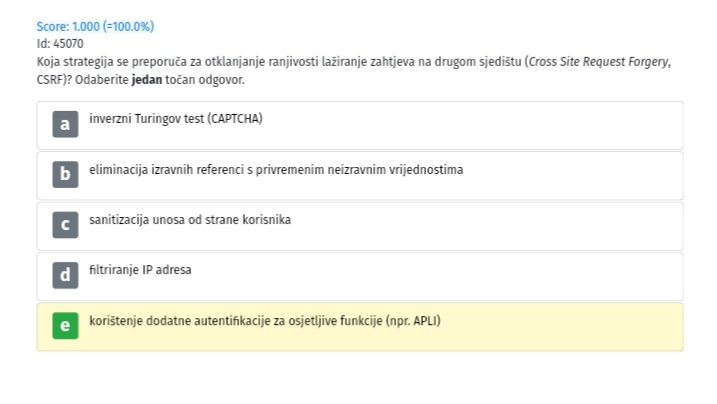 Score: 1.000 (=100.0%)
Id: 45070
Koja strategija se preporuča za otklanjanje ranjivosti lažiranje zahtjeva na drugom sjedištu (Cross Site Request Forgery,
CSRF)? Odaberite jedan točan odgovor.
a inverzni Turingov test (CAPTCHA)
b eliminacija izravnih referenci s privremenim neizravnim vrijednostima
c sanitizacija unosa od strane korisnika
d filtriranje IP adresa
e korištenje dodatne autentifikacije za osjetljive funkcije (npr. APLI)